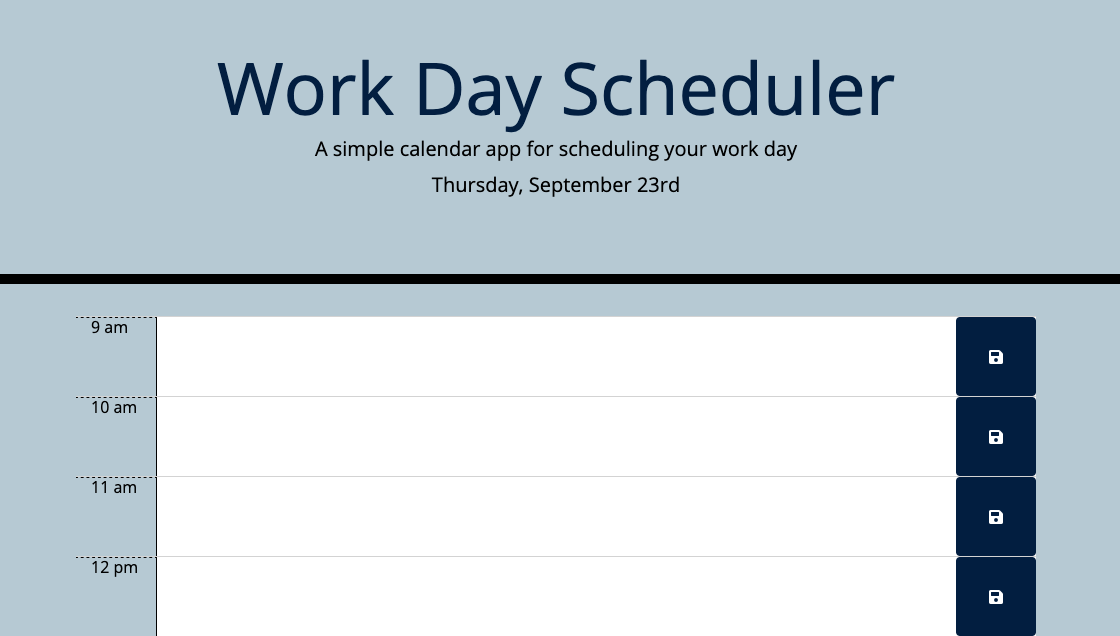 Work Day Scheduler
A simple calendar app for scheduling your work day
Thursday, September 23rd
9 am
10 am
11 am
12 pm